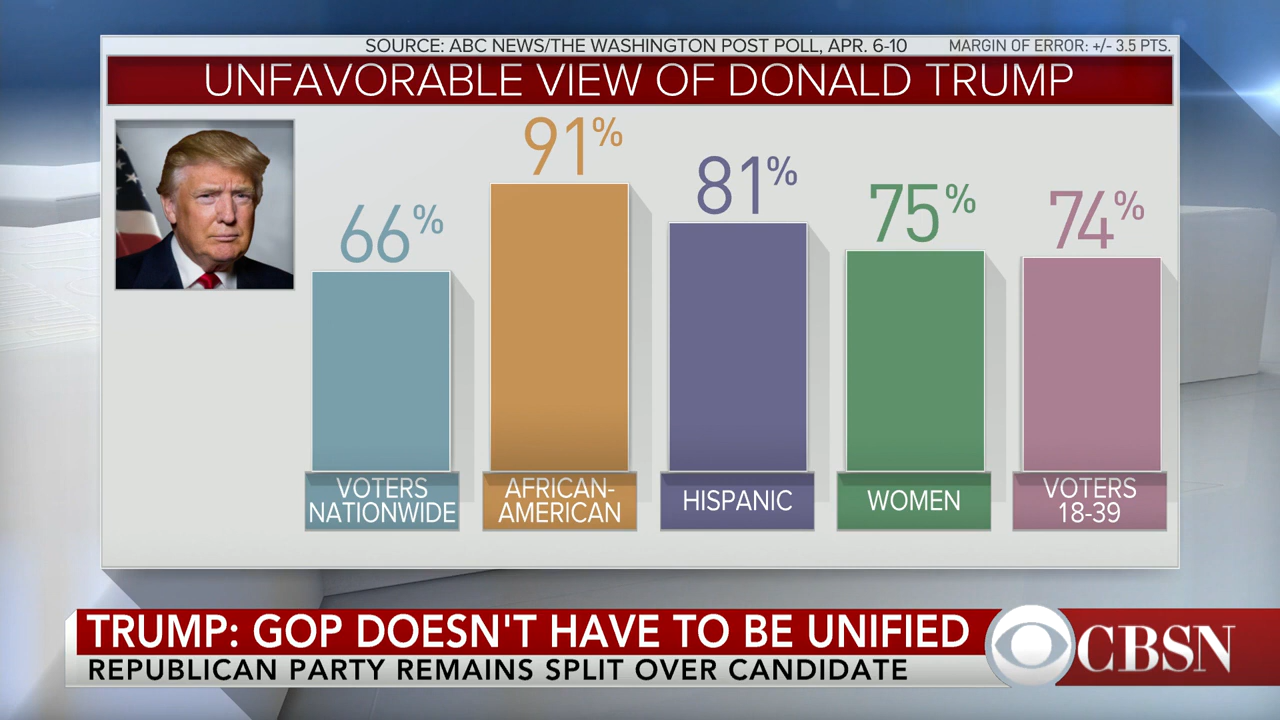 SOURCE: ABC NEWS/THE WASHINGTON POST POLL, APR. 6-10
MARGIN OF ERROR: +/- 3.5 PTS.
UNFAVORABLE VIEW OF DONALD TRUMP
66%
91%
81%
75%
74%
VOTERS
NATIONWIDE
AFRICAN-
AMERICAN
HISPANIC
WOMEN
VOTERS
18-39
TRUMP: GOP DOESN'T HAVE TO BE UNIFIED
REPUBLICAN PARTY REMAINS SPLIT OVER CANDIDATE
CBSN